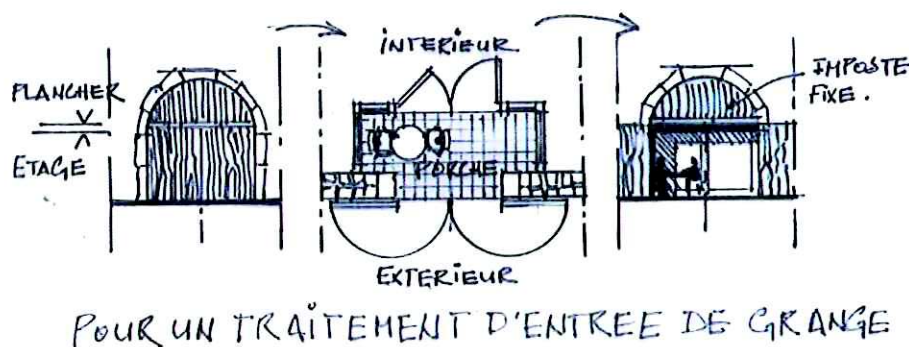 INTERIEUR
PLANCHER
ETAGE
IMPOSTE
FIXE.
PORCHE
EXTERIEUR
POUR UN TRAITEMENT D'ENTREE DE GRANGE